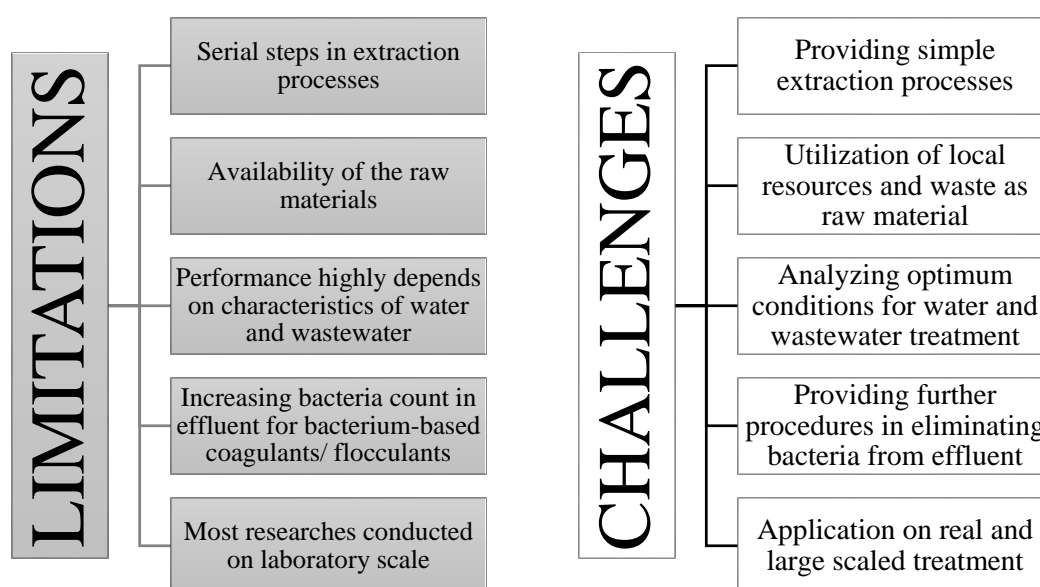 LIMITATIONS
Serial steps in extraction
processes
Availability of the raw
materials
Performance highly depends
on characteristics of water
and wastewater
Increasing bacteria count in
effluent for bacterium-based
coagulants/ flocculants
Most researches conducted
on laboratory scale
CHALLENGES
Providing simple
extraction processes
Utilization of local
resources and waste as
raw material
Analyzing optimum
conditions for water and
wastewater treatment
Providing further
procedures in eliminating
bacteria from effluent
Application on real and
large scaled treatment